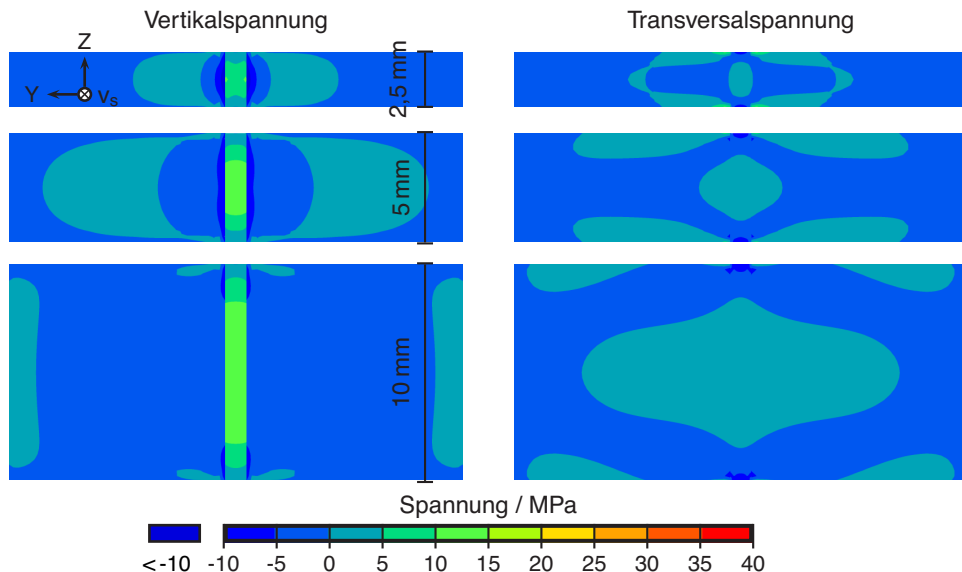 Vertikalspannung
Transversalspannung
Z
Y
vs
2,5 mm
5 mm
10 mm
Spannung / MPa
< -10 -10 -5 0 5 10 15 20 25 30 35 40